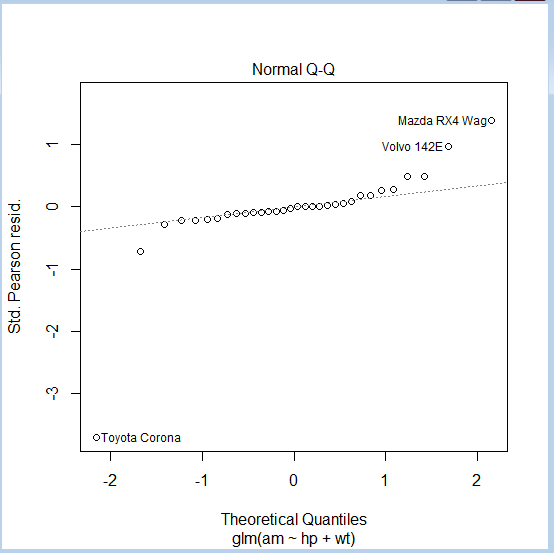 Normal Q-Q
Mazda RX4 Wag
Volvo 142E
Toyota Corona
Std. Pearson resid.
1
0
-1
-2
-3
-2
-1
0
1
2
Theoretical Quantiles
glm(am ~ hp + wt)